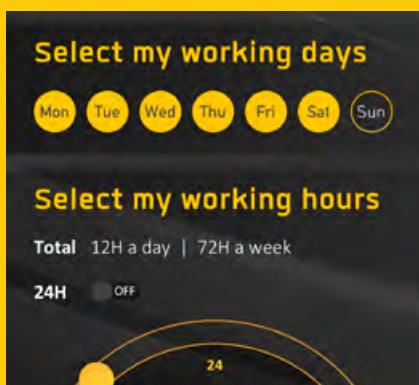 Select my working days
Mon Tue Wed Thu Fri Sat Sun
Select my working hours
Total 12H a day | 72H a week
24H OFF
24